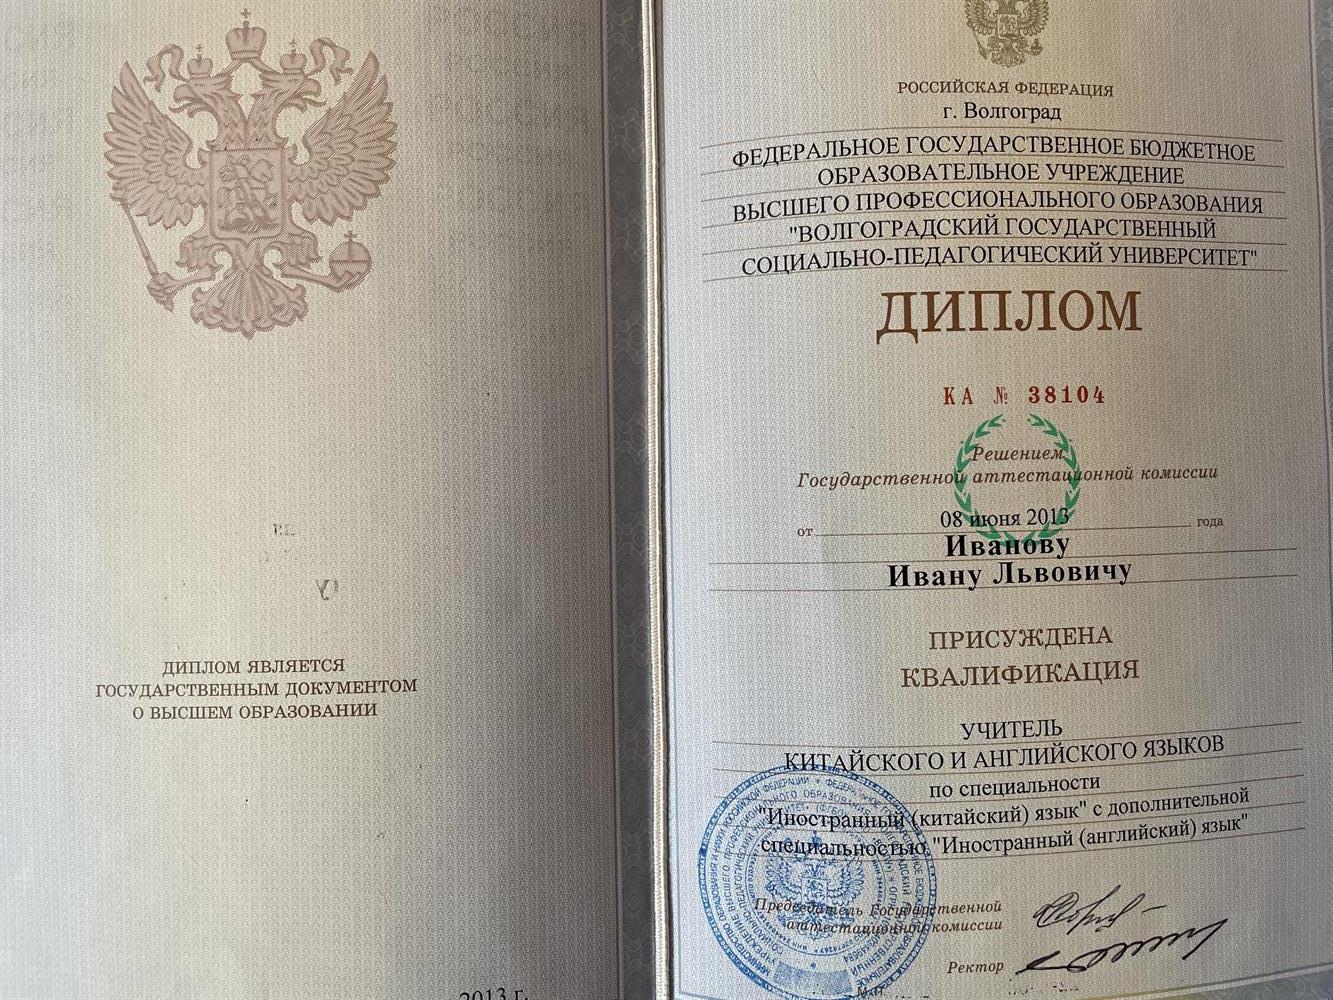 ДИПЛОМ ЯВЛЯЕТСЯ
ГОСУДАРСТВЕННЫМ ДОКУМЕНТОМ
О ВЫСШЕМ ОБРАЗОВАНИИ
2013 г.
РОССИЙСКАЯ ФЕДЕРАЦИЯ
г. Волгоград
ФЕДЕРАЛЬНОЕ ГОСУДАРСТВЕННОЕ БЮДЖЕТНОЕ
ОБРАЗОВАТЕЛЬНОЕ УЧРЕЖДЕНИЕ
ВЫСШЕГО ПРОФЕССИОНАЛЬНОГО ОБРАЗОВАНИЯ
"ВОЛГОГРАДСКИЙ ГОСУДАРСТВЕННЫЙ
СОЦИАЛЬНО-ПЕДАГОГИЧЕСКИЙ УНИВЕРСИТЕТ"
ДИПЛОМ
КА № 38104
Решением
Государственной аттестационной комиссии
от 08 июня 2013 года
Иванову
Ивану Львовичу
ПРИСУЖДЕНА
КВАЛИФИКАЦИЯ
УЧИТЕЛЬ
КИТАЙСКОГО И АНГЛИЙСКОГО ЯЗЫКОВ
по специальности
"Иностранный (китайский) язык" с дополнительной
специальностью "Иностранный (английский) язык"
Председатель Государственной
аттестационной комиссии
Ректор
М.П.